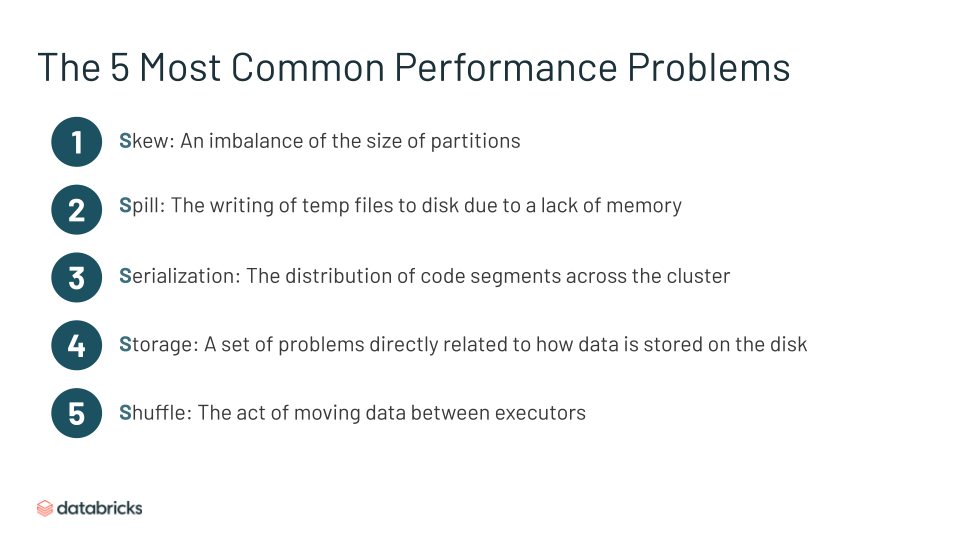 The 5 Most Common Performance Problems
1 Skew: An imbalance of the size of partitions
2 Spill: The writing of temp files to disk due to a lack of memory
3 Serialization: The distribution of code segments across the cluster
4 Storage: A set of problems directly related to how data is stored on the disk
5 Shuffle: The act of moving data between executors
databricks